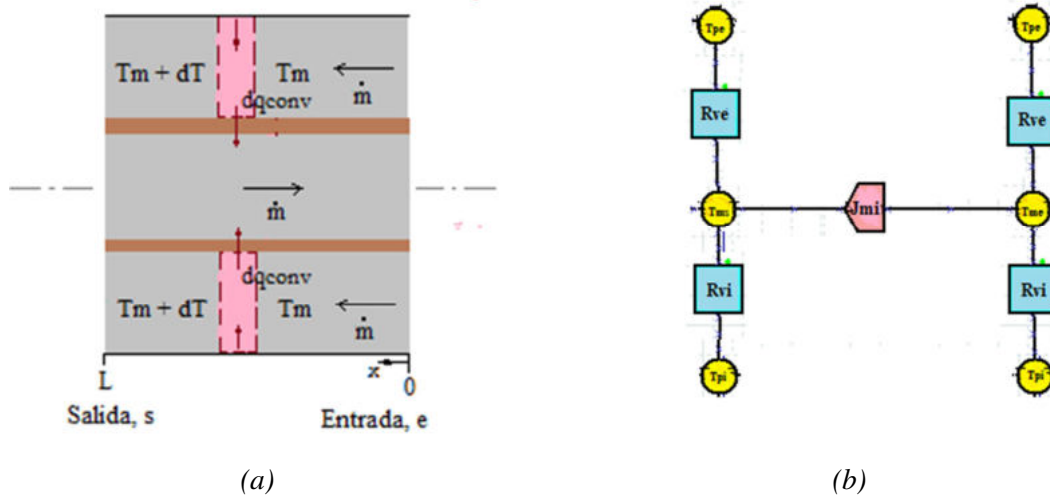 Tm + dT
Tm
ṁ
dqconv
ṁ
dqconv
Tm + dT
Tm
ṁ
L
x
0
Salida, s
Entrada, e
(a)
Tpe
Tpe
Rve
Rve
Jmi
Tme
Rvi
Rvi
Tpi
Tpi
(b)